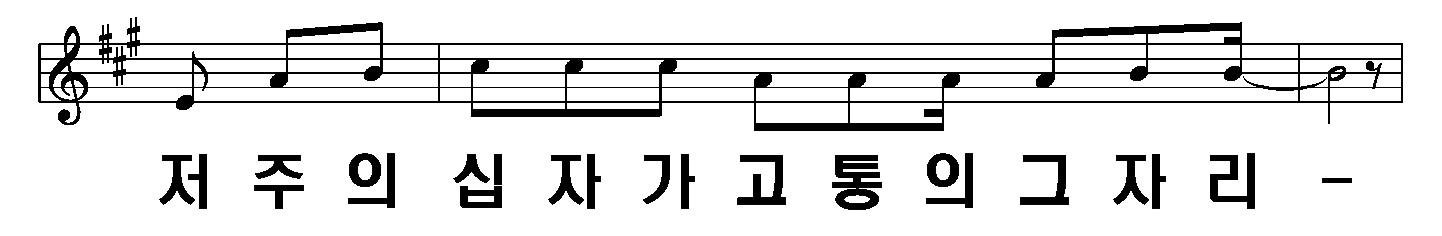 저 주 의 십 자 가 고 통 의 그 자 리 -